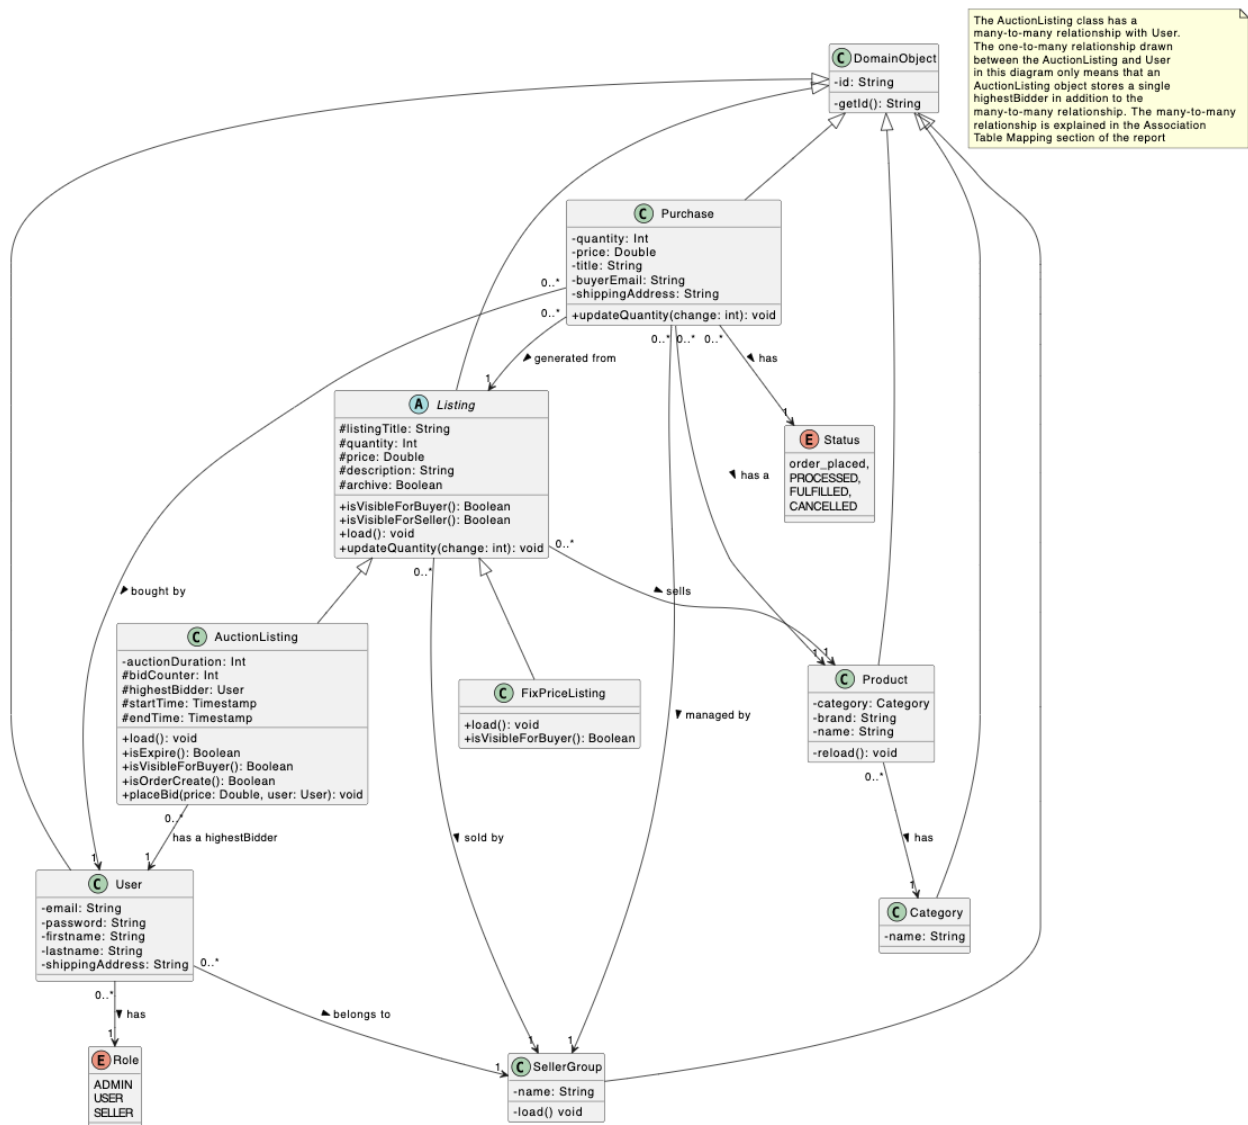 The AuctionListing class has a
many-to-many relationship with User.
The one-to-many relationship drawn
between the AuctionListing and User
in this diagram only means that an
AuctionListing object stores a single
highestBidder in addition to the
many-to-many relationship. The many-to-many
relationship is explained in the Association
Table Mapping section of the report
C DomainObject
-id: String
-getId(): String
C Purchase
-quantity: Int
-price: Double
-title: String
-buyerEmail: String
-shippingAddress: String
+updateQuantity(change: int): void
0..*
0..*
0..*
0..*
0..*
generated from
has
1
1
A Listing
#listingTitle: String
#quantity: Int
#price: Double
#description: String
#archive: Boolean
+isVisibleForBuyer(): Boolean
+isVisibleForSeller(): Boolean
+load(): void
+updateQuantity(change: int): void
E Status
order_placed,
PROCESSED,
FULFILLED,
CANCELLED
has a
0..*
0..*
bought by
sells
C AuctionListing
-auctionDuration: Int
#bidCounter: Int
#highestBidder: User
#startTime: Timestamp
#endTime: Timestamp
+load(): void
+isExpire(): Boolean
+isVisibleForBuyer(): Boolean
+isOrderCreate(): Boolean
+placeBid(price: Double, user: User): void
C FixPriceListing
+load(): void
+isVisibleForBuyer(): Boolean
managed by
1
1
C Product
-category: Category
-brand: String
-name: String
-reload(): void
0..*
has
1
0..*
has a highestBidder
1
1
sold by
C User
-email: String
-password: String
-firstname: String
-lastname: String
-shippingAddress: String
C Category
-name: String
0..*
0..*
has
belongs to
1
1
1
1
E Role
ADMIN
USER
SELLER
C SellerGroup
-name: String
-load() void